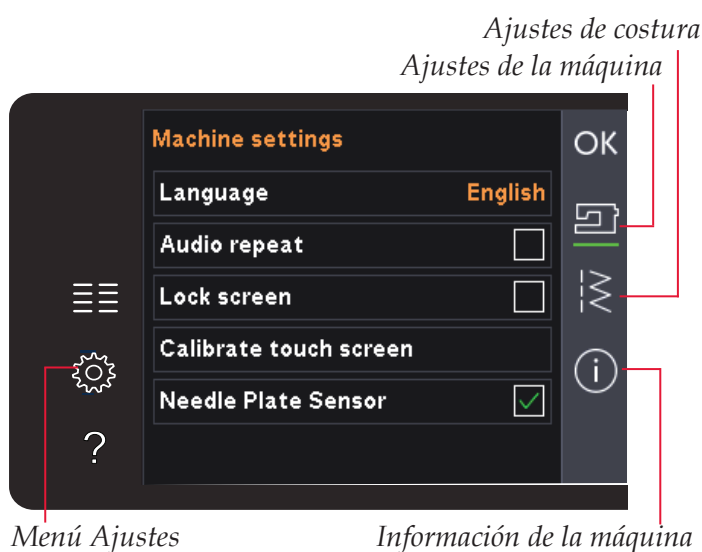 Ajustes de costura
Ajustes de la máquina
Machine settings
OK
Language English
Audio repeat
Lock screen
Calibrate touch screen
Needle Plate Sensor
?
i
Menú Ajustes
Información de la máquina